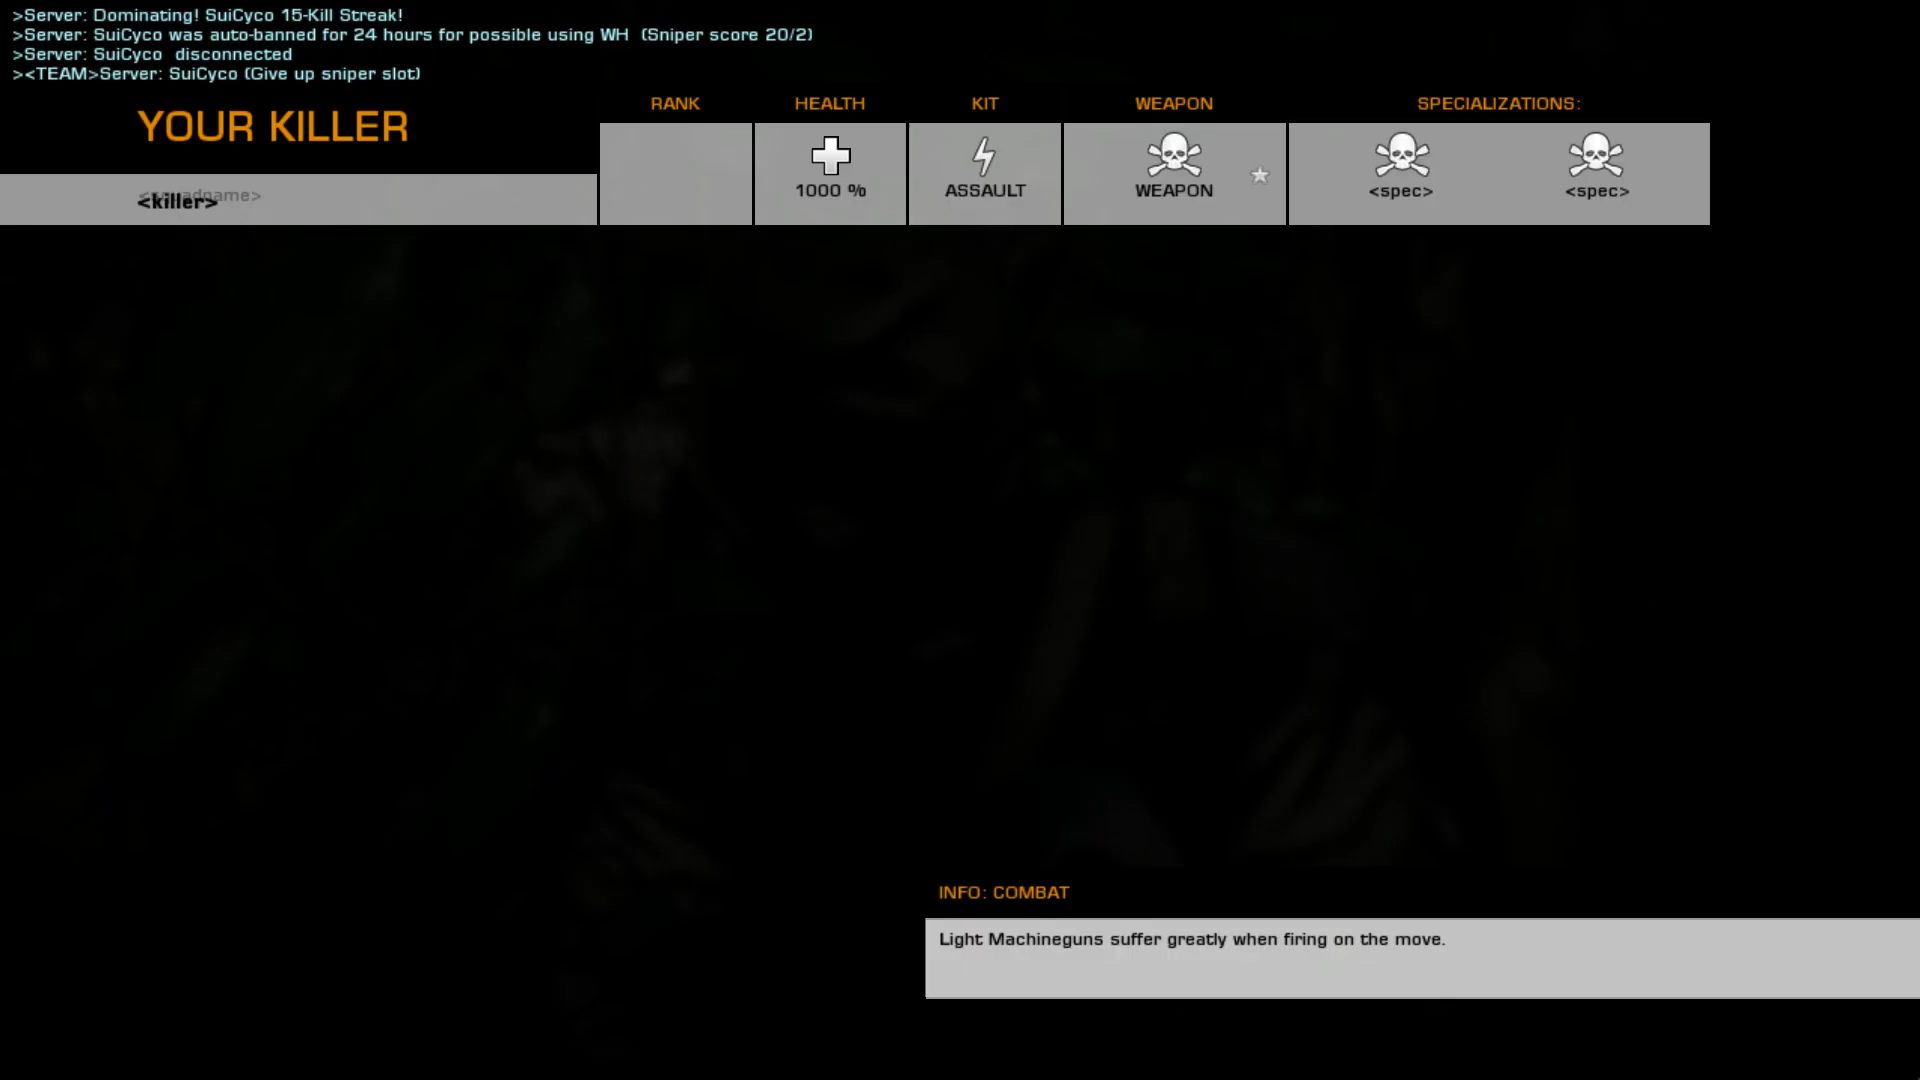 >Server: Dominating! SuiCyco 15-Kill Streak!
>Server: SuiCyco was auto-banned for 24 hours for possible using WH  (Sniper score 20/2)
>Server: SuiCyco  disconnected
><TEAM>Server: SuiCyco (Give up sniper slot)
RANK HEALTH KIT WEAPON SPECIALIZATIONS:
YOUR KILLER
1000 % ASSAULT WEAPON <spec> <spec>
<killer>
INFO: COMBAT
Light Machineguns suffer greatly when firing on the move.